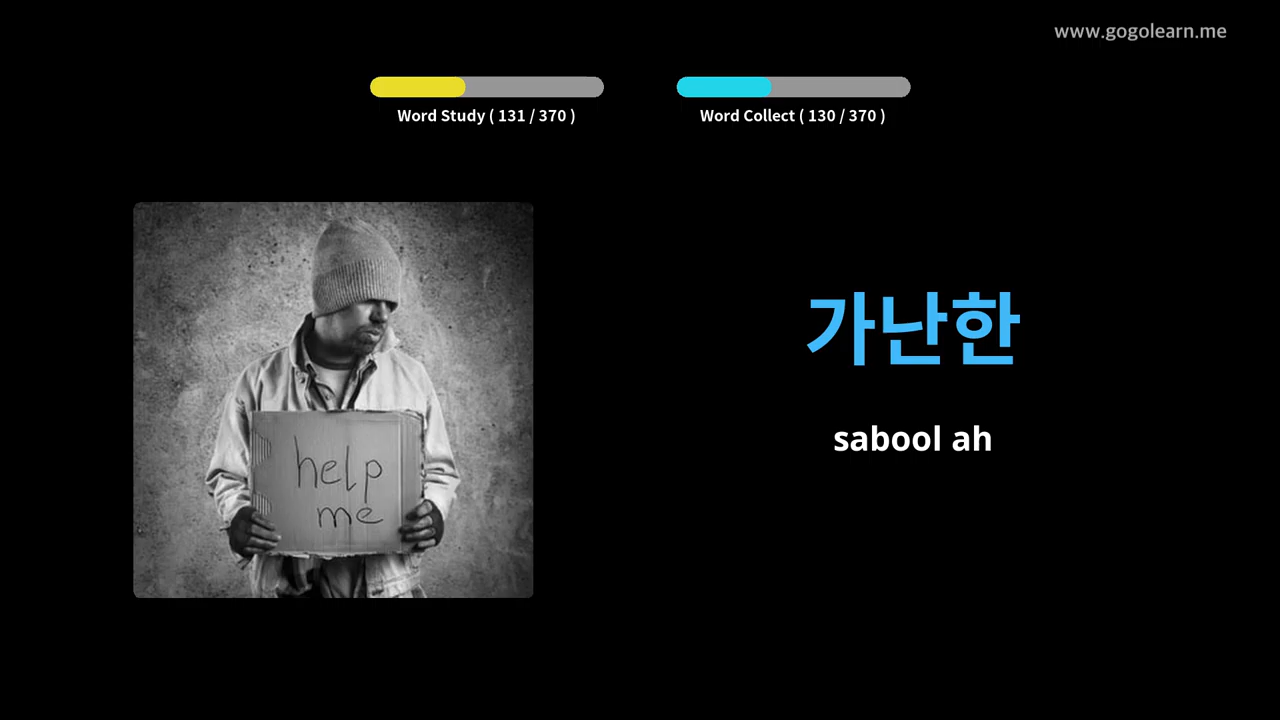 www.gogolearn.me
Word Study ( 131 / 370 )
Word Collect ( 130 / 370 )
help
me
가난한
sabool ah